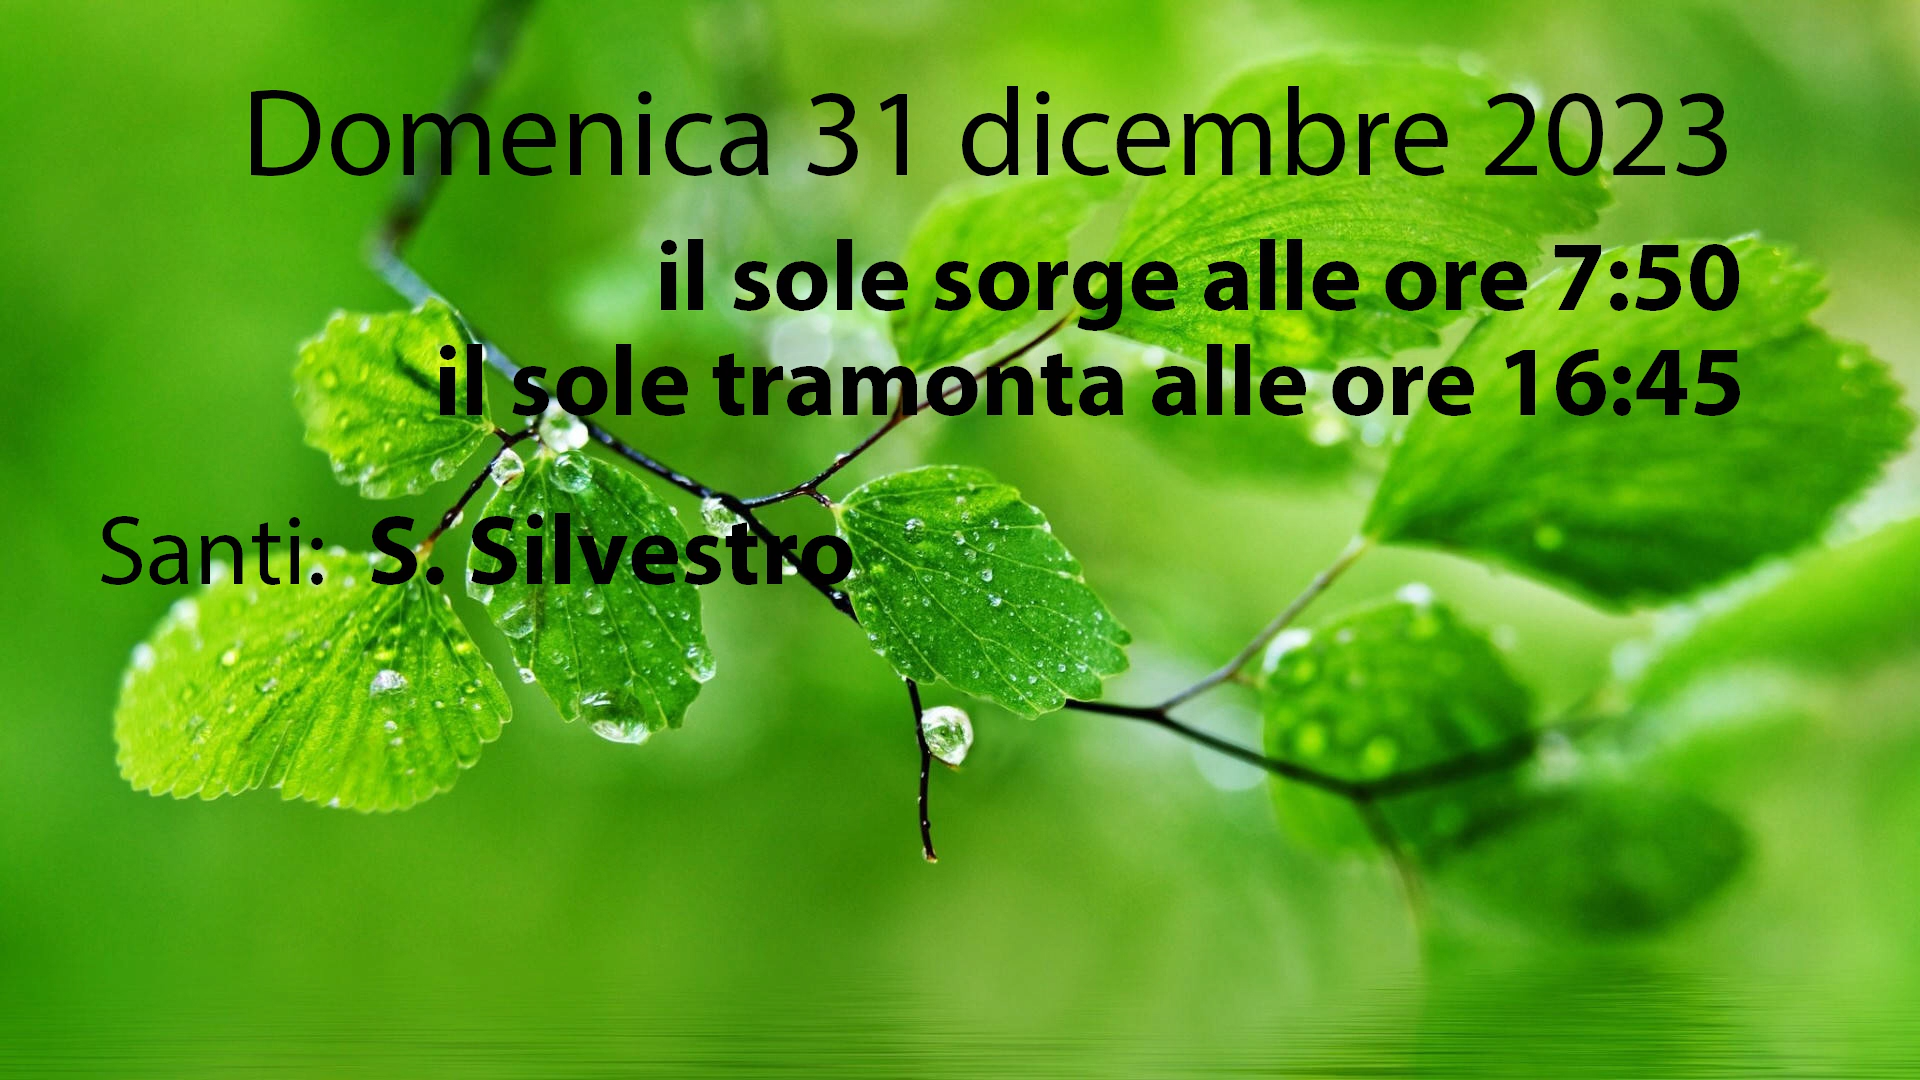 Domenica 31 dicembre 2023
il sole sorge alle ore 7:50
il sole tramonta alle ore 16:45
Santi: S. Silvestro